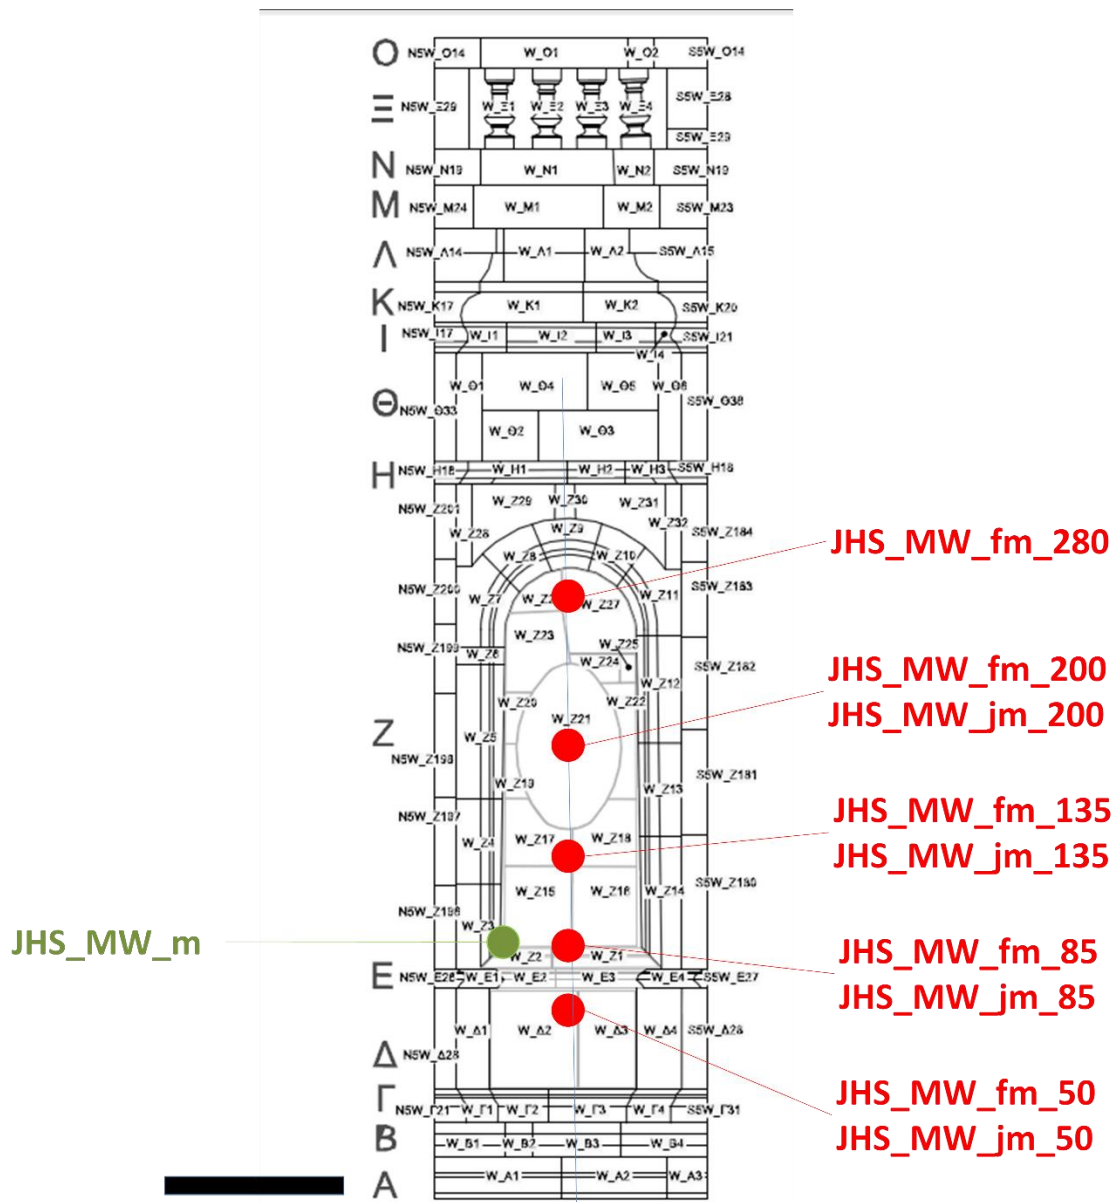 O N5W_O14 W_O1 W_O2 S5W_O14
Ξ N5W_Ξ29 W_Ξ1 W_Ξ2 W_Ξ3 W_Ξ4 S5W_Ξ28
S5W_Ξ29
N N5W_N19 W_N1 W_N2 S5W_N19
M N5W_M24 W_M1 W_M2 S5W_M23
Λ N5W_Λ14 W_Λ1 W_Λ2 S5W_Λ15
K N5W_K17 W_K1 W_K2 S5W_K20
I N5W_I17 W_I1 W_I2 W_I3 S5W_I21
W_I4
W_Θ1 W_Θ4 W_Θ5 W_Θ6
Θ N5W_Θ33 S5W_Θ38
W_Θ2 W_Θ3
H N5W_H18 W_H1 W_H2 W_H3 S5W_H18
N5W_Z201 W_Z29 W_Z30 W_Z31
W_Z28 W_Z9 W_Z32 S5W_Z184
JHS_MW_fm_280
W_Z8 W_Z10
N5W_Z200 W_Z7 W_Z27 W_Z11 S5W_Z183
W_Z23
N5W_Z199 W_Z6 W_Z24 W_Z25 S5W_Z182
JHS_MW_fm_200
W_Z12
W_Z20 W_Z22
JHS_MW_jm_200
W_Z21
Z W_Z5
N5W_Z198 W_Z19 W_Z13 S5W_Z181
JHS_MW_fm_135
N5W_Z197
W_Z4 W_Z17 W_Z18
JHS_MW_jm_135
W_Z15 W_Z16 W_Z14 S5W_Z180
N5W_Z196
W_Z3
JHS_MW_m
JHS_MW_fm_85
W_Z2 W_Z1
E N5W_E26 W_E1 W_E2 W_E3 W_E4 S5W_E27
JHS_MW_jm_85
W_Δ1 W_Δ2 W_Δ3 W_Δ4 S5W_Δ28
Δ N5W_Δ28
JHS_MW_fm_50
Γ N5W_Γ21 W_Γ1 W_Γ2 W_Γ3 W_Γ4 S5W_Γ31
JHS_MW_jm_50
B W_B1 W_B2 W_B3 W_B4
A W_A1 W_A2 W_A3